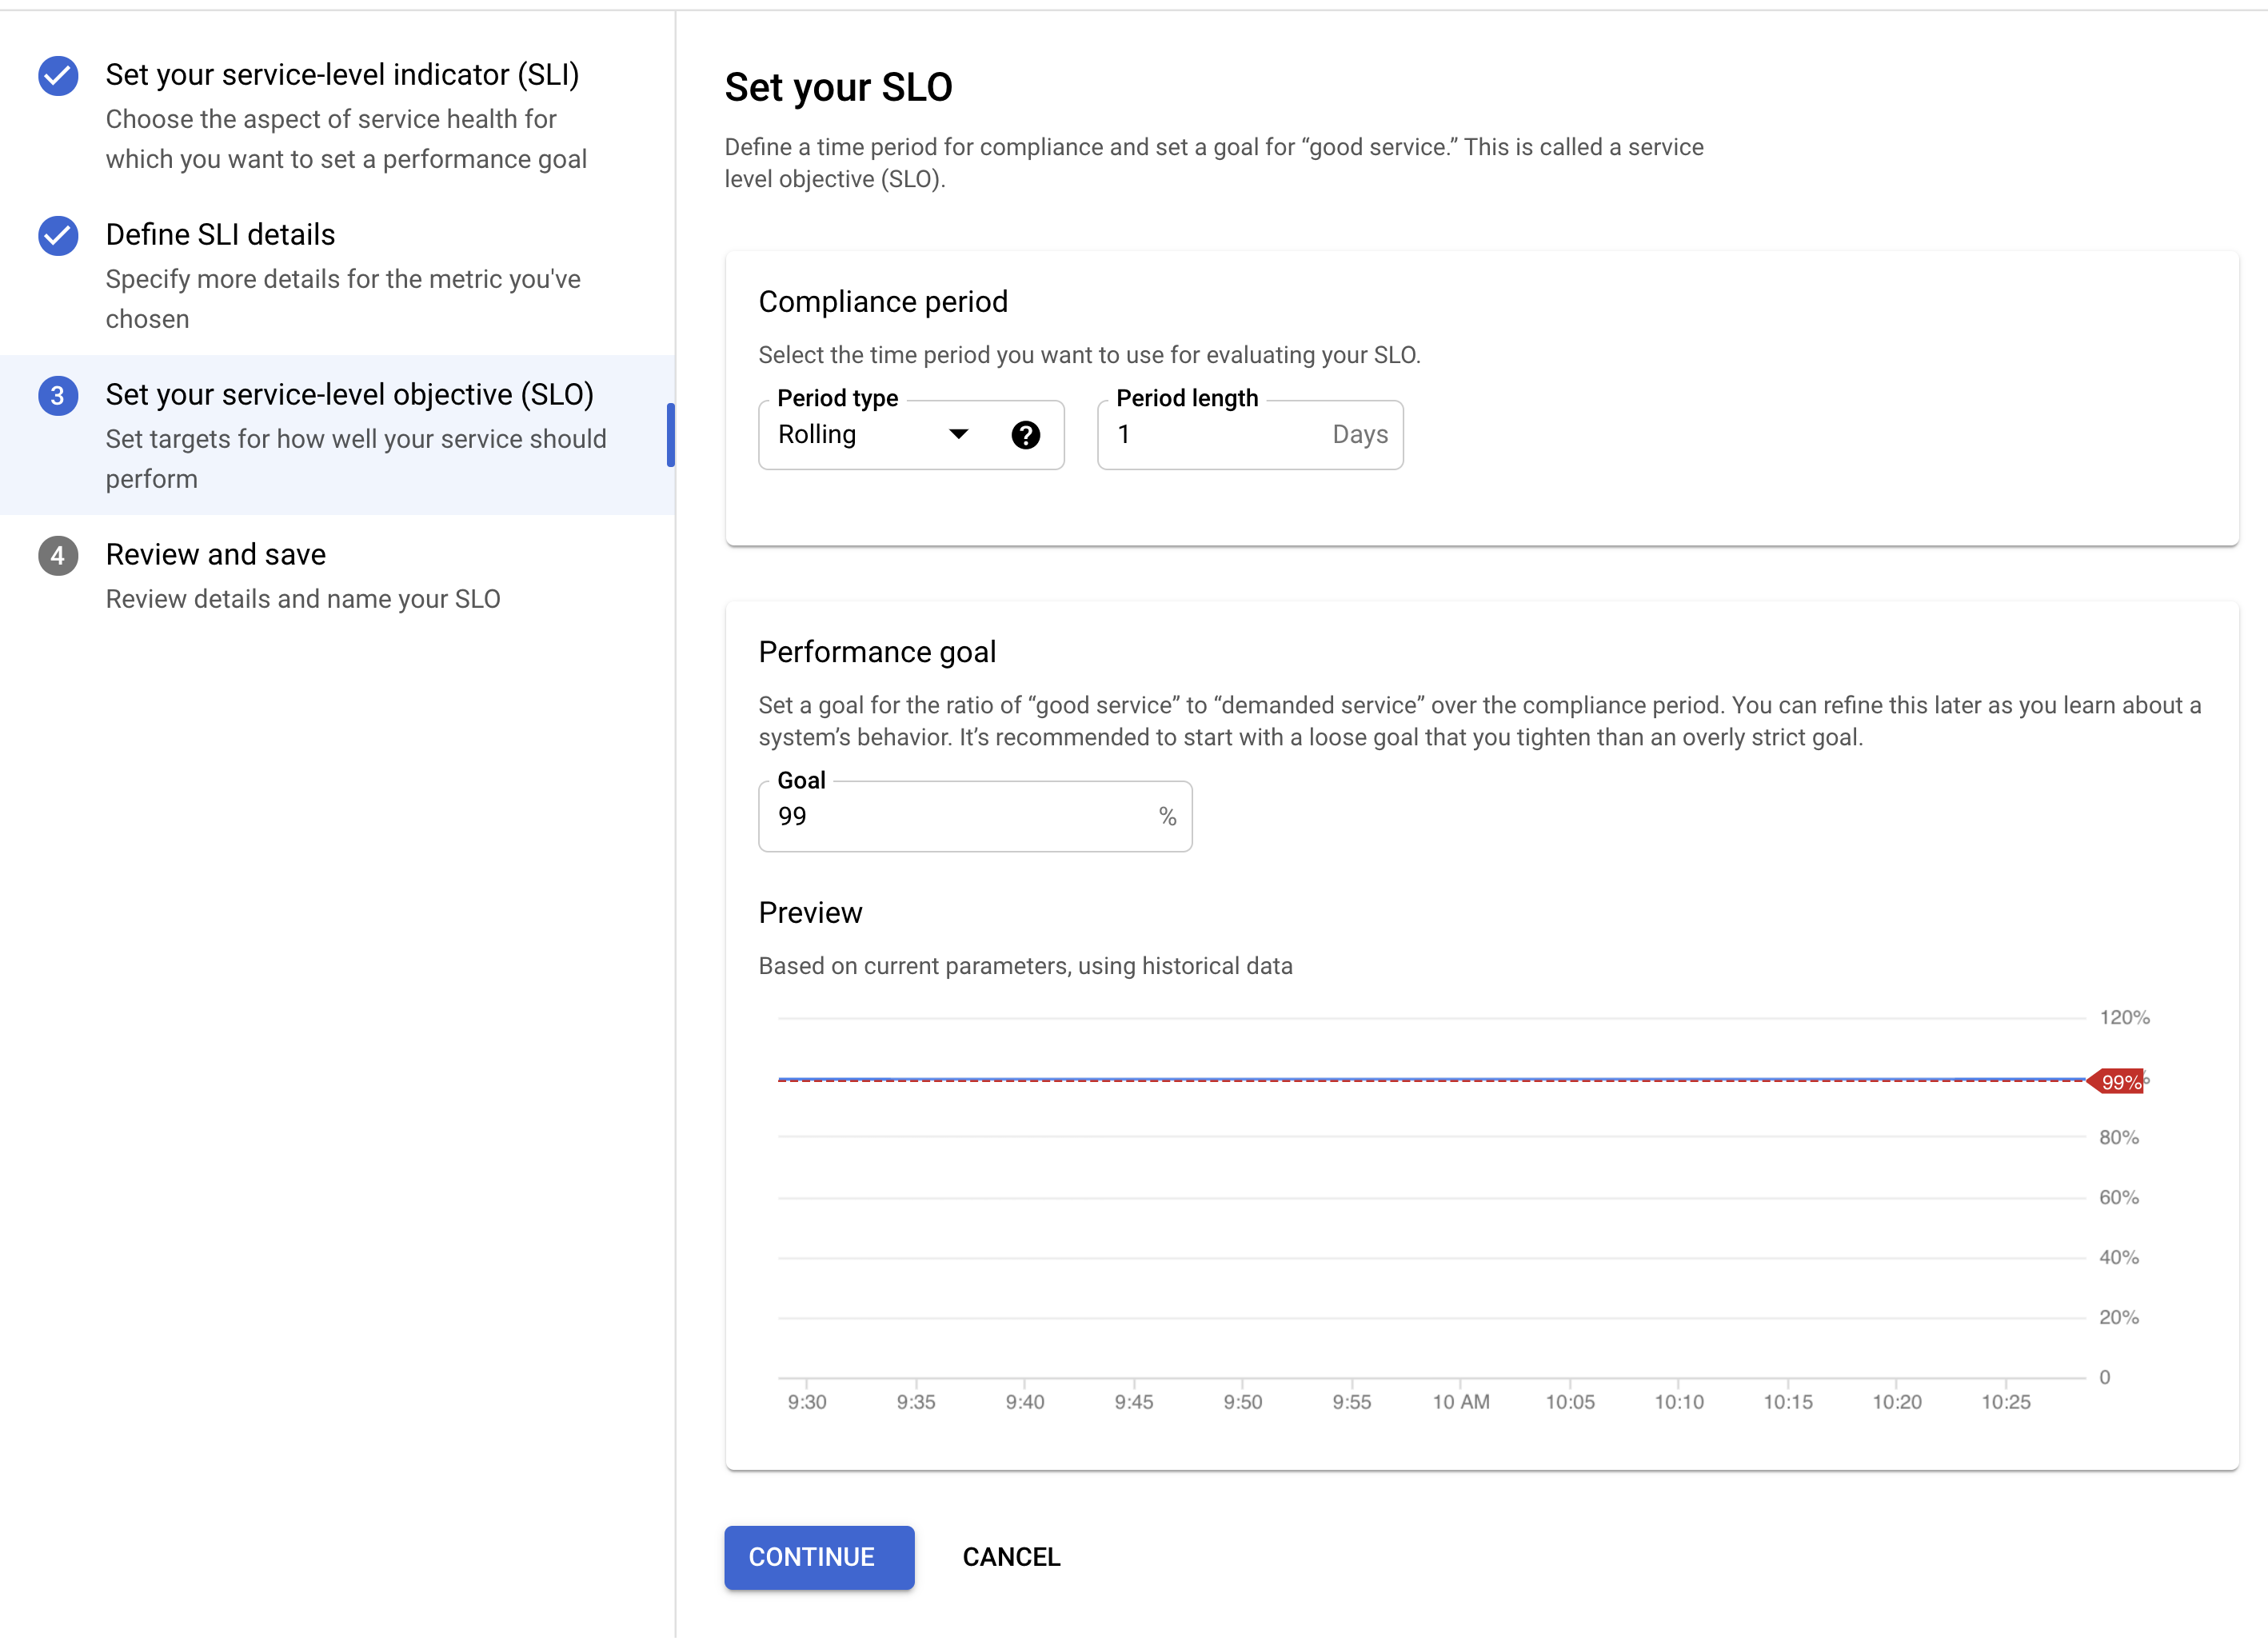 Set your service-level indicator (SLI)
Choose the aspect of service health for
which you want to set a performance goal
Define SLI details
Specify more details for the metric you've
chosen
3
Set your service-level objective (SLO)
Set targets for how well your service should
perform
4
Review and save
Review details and name your SLO
Set your SLO
Define a time period for compliance and set a goal for “good service.” This is called a service
level objective (SLO).
Compliance period
Select the time period you want to use for evaluating your SLO.
Period type
Rolling
?
Period length
1 Days
Performance goal
Set a goal for the ratio of “good service” to “demanded service” over the compliance period. You can refine this later as you learn about a
system’s behavior. It’s recommended to start with a loose goal that you tighten than an overly strict goal.
Goal
99 %
Preview
Based on current parameters, using historical data
120%
99%
80%
60%
40%
20%
0
9:30 9:35 9:40 9:45 9:50 9:55 10 AM 10:05 10:10 10:15 10:20 10:25
CONTINUE CANCEL